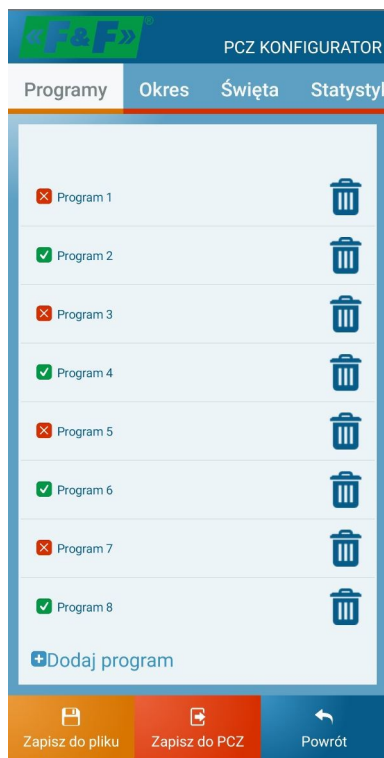 «F&F»®
PCZ KONFIGURATOR
Programy Okres Święta Statysty
Program 1
Program 2
Program 3
Program 4
Program 5
Program 6
Program 7
Program 8
Dodaj program
Zapisz do pliku Zapisz do PCZ Powrót